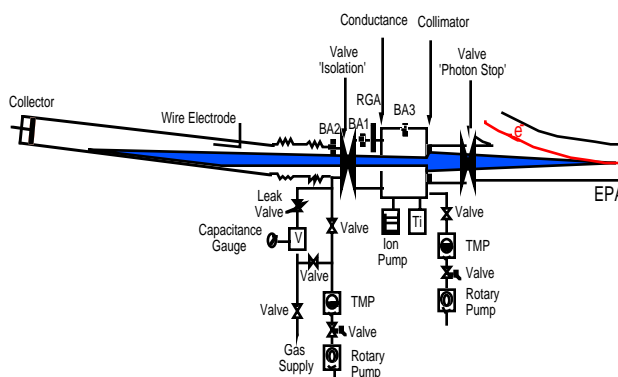 Conductance Collimator
Valve
'Isolation'
Valve
'Photon Stop'
RGA
Collector
Wire Electrode
BA2
BA1
BA3
e
EPA
Leak
Valve
Capacitance
Gauge
V
Valve
Valve
Valve
Gas
Supply
TMP
Valve
Rotary
Pump
Ion
Pump
Ti
Valve
TMP
Valve
Rotary
Pump